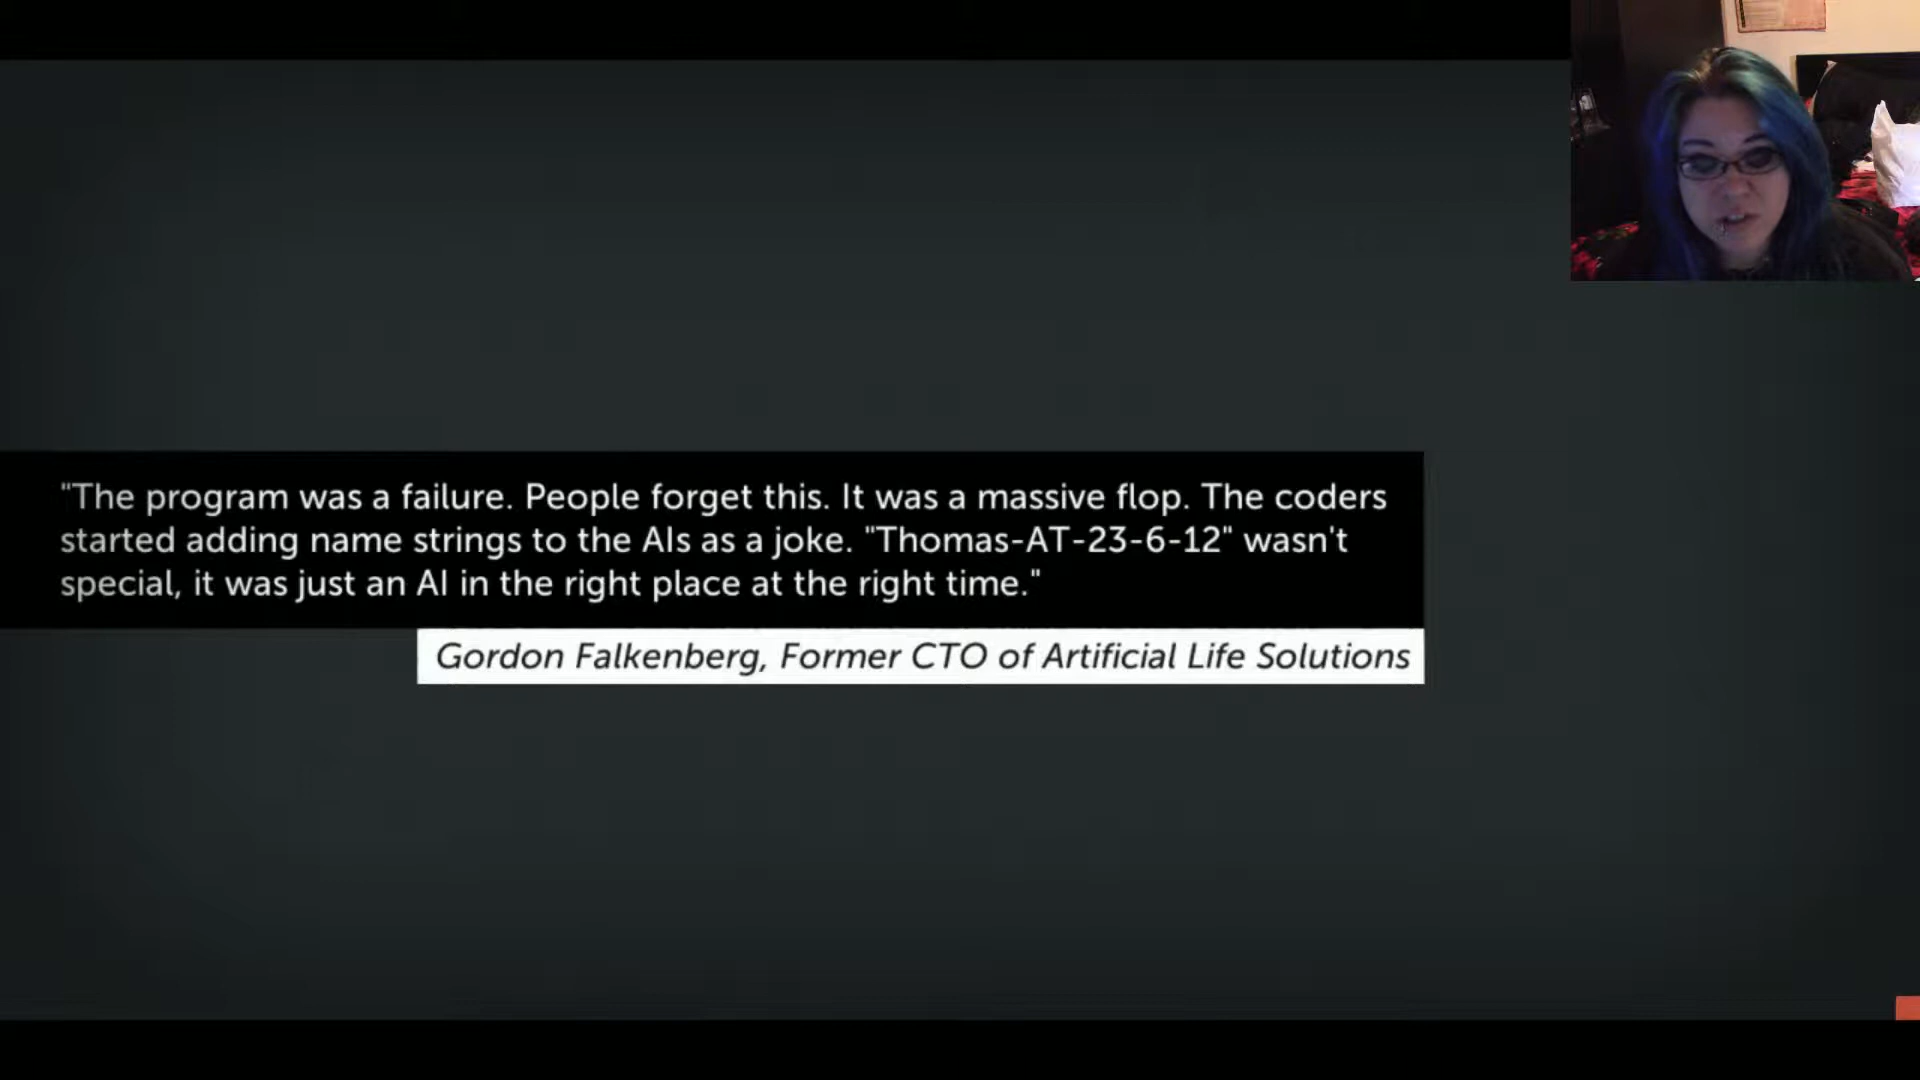 "The program was a failure. People forget this. It was a massive flop. The coders
started adding name strings to the AIs as a joke. "Thomas-AT-23-6-12" wasn't
special, it was just an AI in the right place at the right time."
Gordon Falkenberg, Former CTO of Artificial Life Solutions